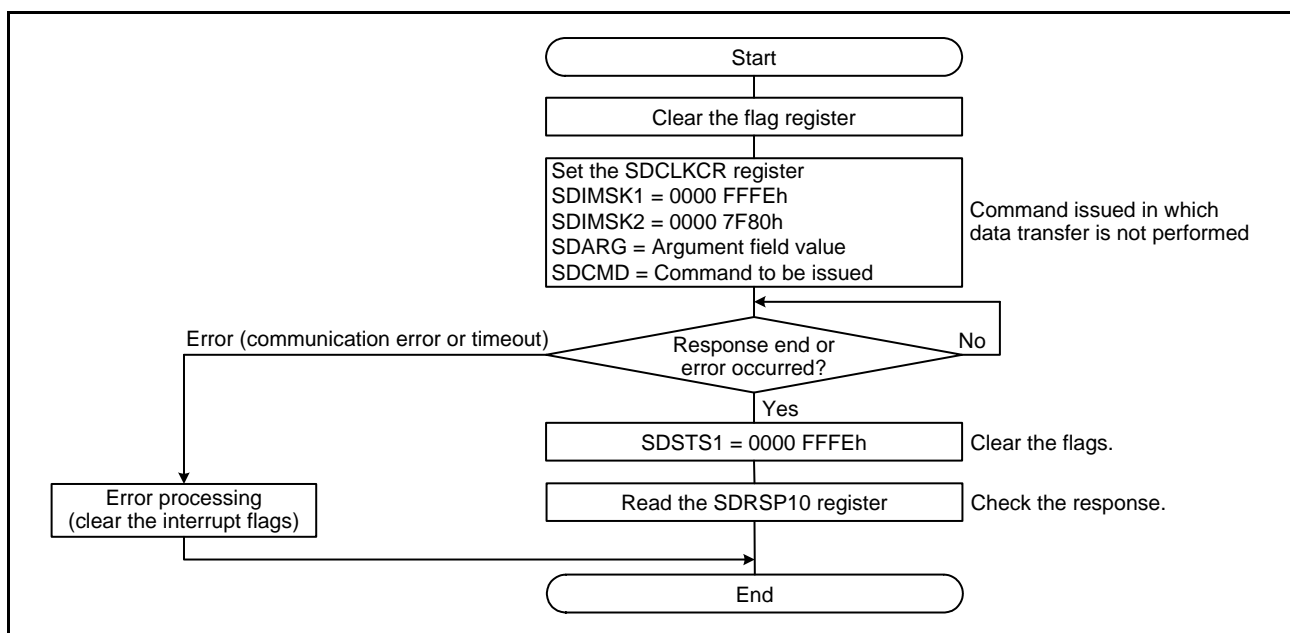 Start
Clear the flag register
Set the SDCLKCR register
SDIMSK1 = 0000 FFFEh
SDIMSK2 = 0000 7F80h
SDARG = Argument field value
SDCMD = Command to be issued
Command issued in which
data transfer is not performed
Error (communication error or timeout)
Response end or
error occurred?
No
Yes
SDSTS1 = 0000 FFFEh
Clear the flags.
Error processing
(clear the interrupt flags)
Read the SDRSP10 register
Check the response.
End